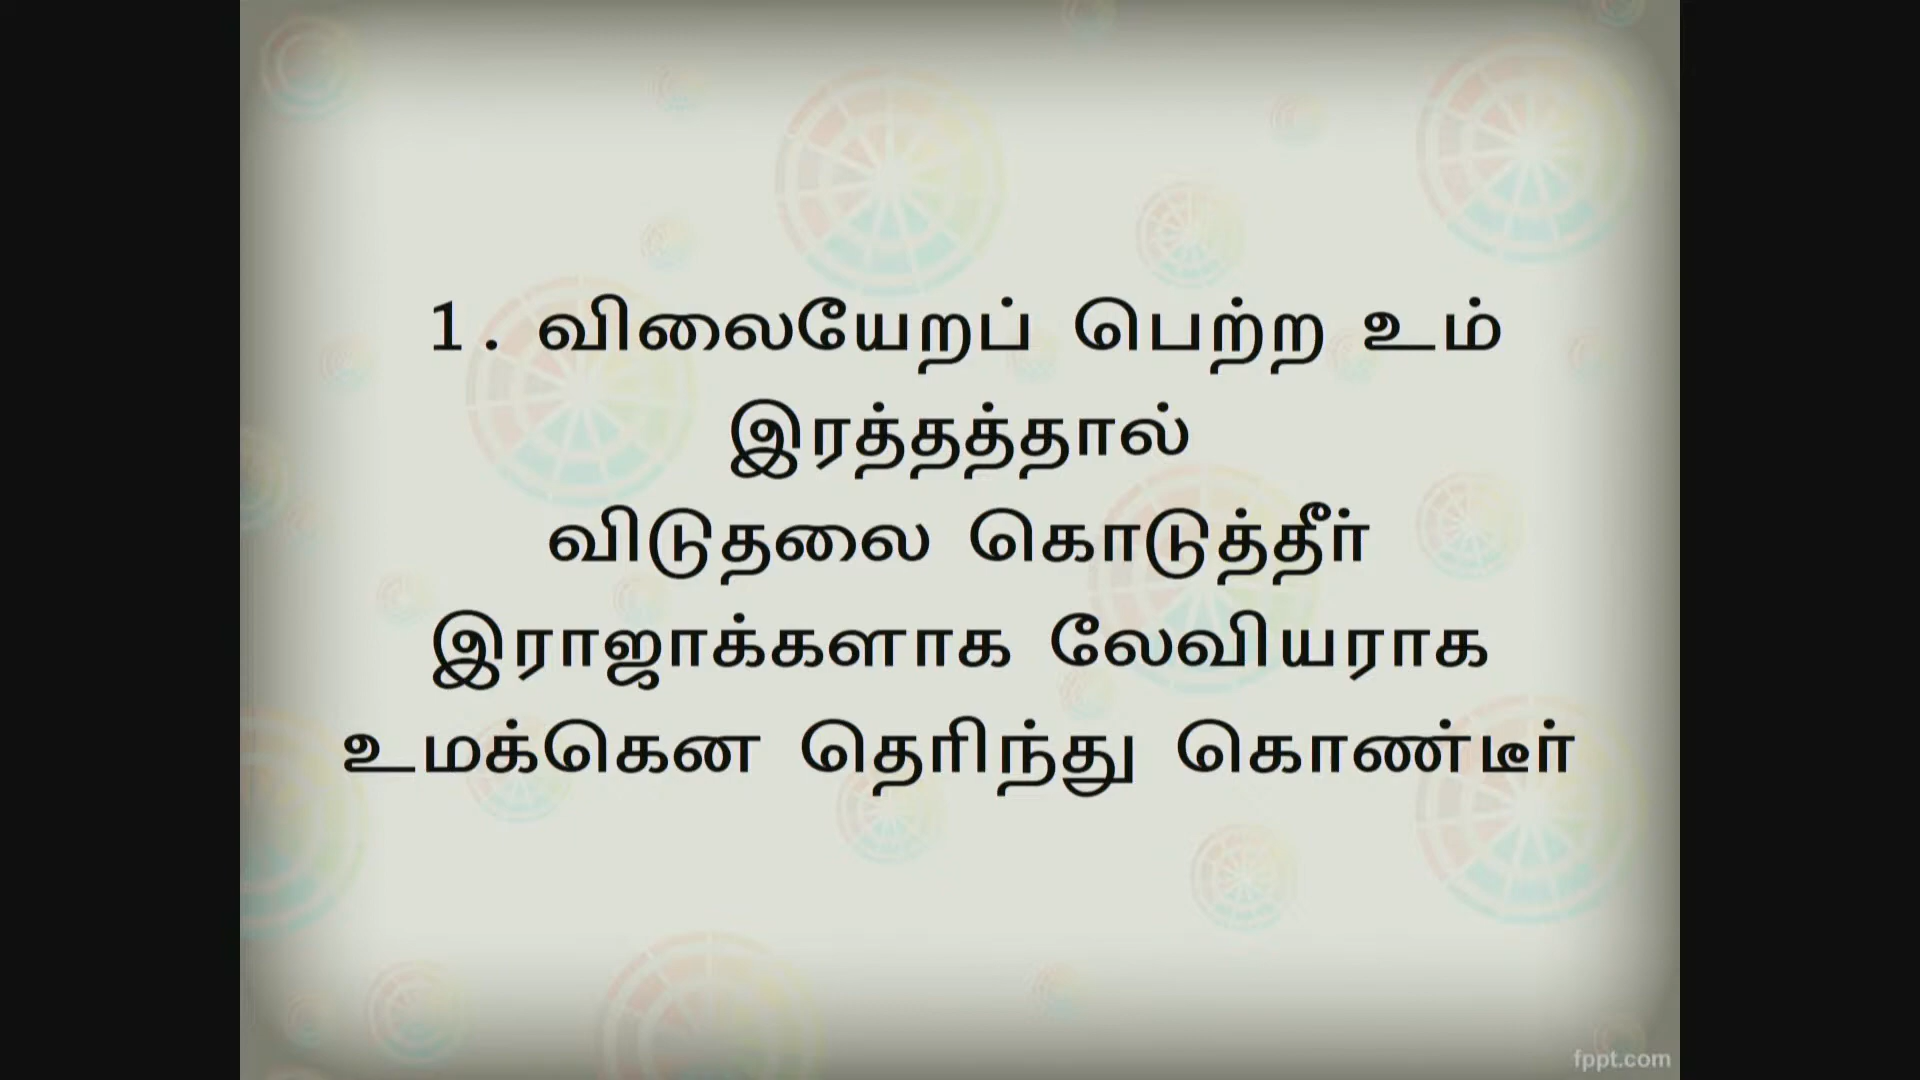 1. விலையேறப் பெற்ற உம்
இரத்தத்தால்
விடுதலை கொடுத்தீர்
இராஜாக்களாக லேவியராக
உமக்கென தெரிந்து கொண்டீர்
fppt.com